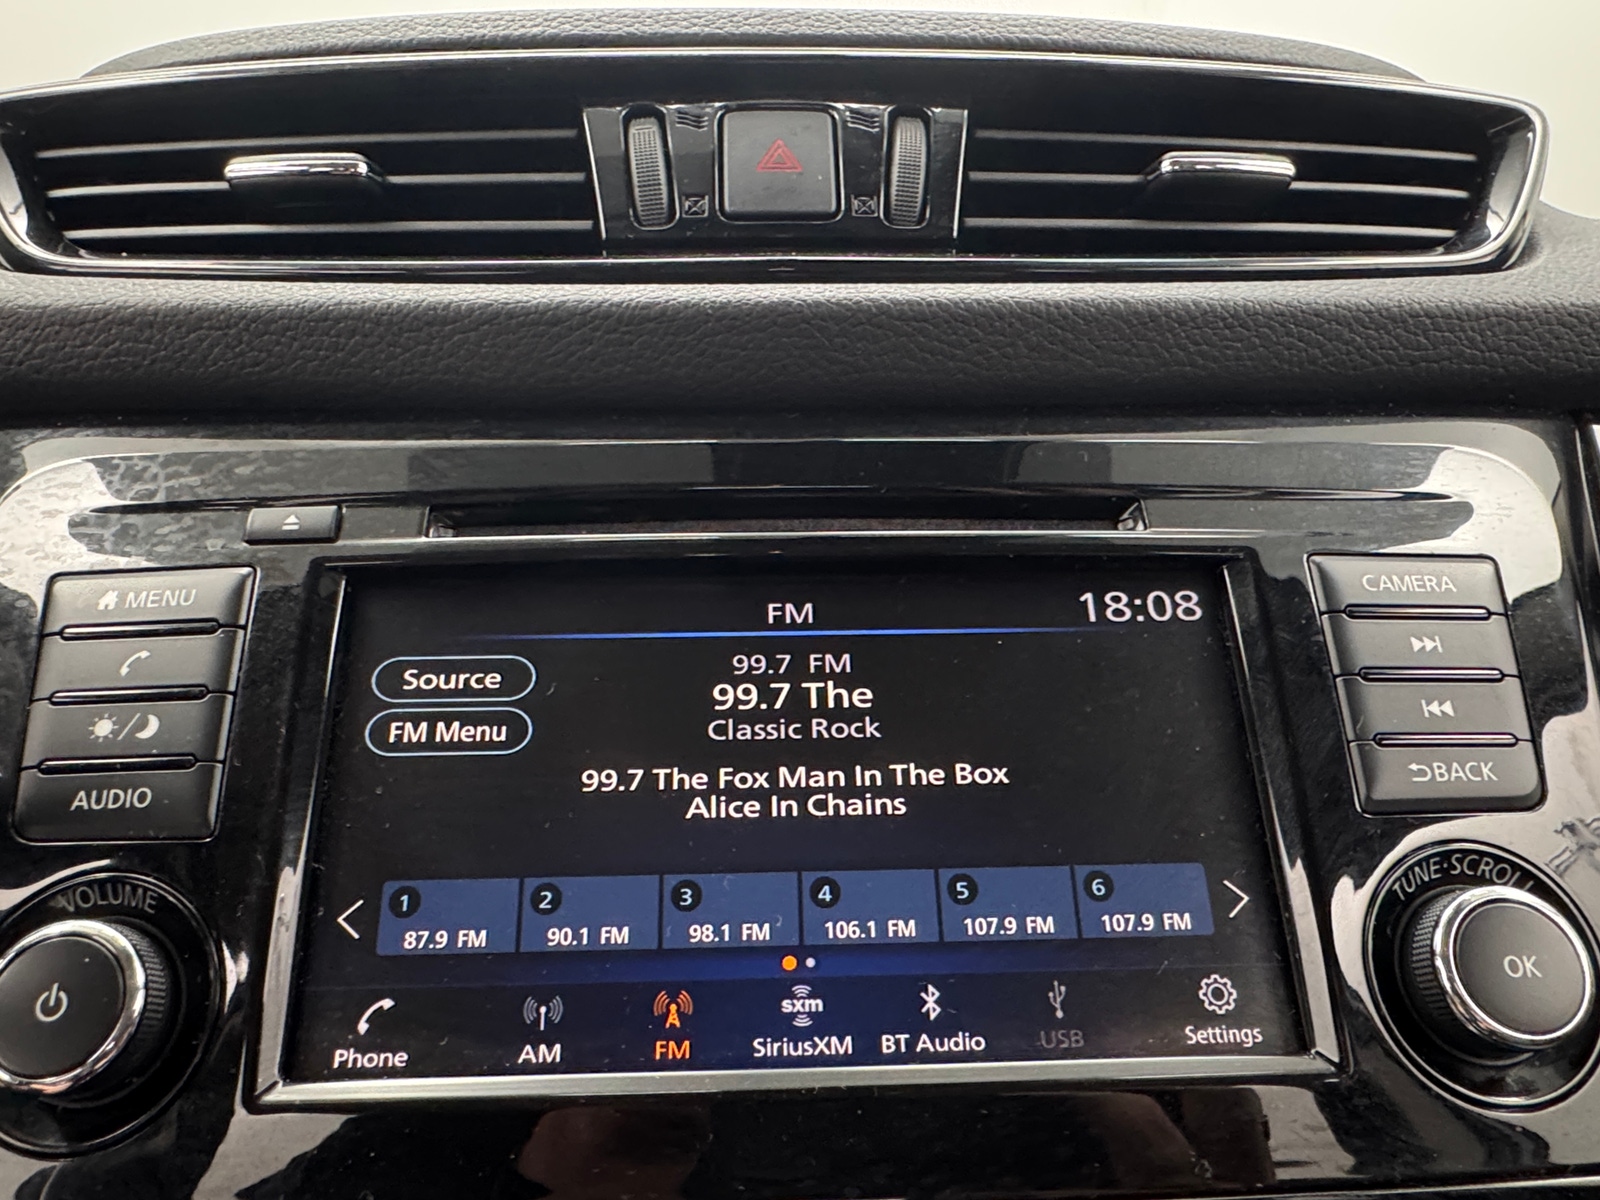 MENU
AUDIO
VOLUME
CAMERA
BACK
TUNE·SCROLL
OK
FM
18:08
Source
FM Menu
99.7 FM
99.7 The
Classic Rock
99.7 The Fox Man In The Box
Alice In Chains
1 87.9 FM
2 90.1 FM
3 98.1 FM
4 106.1 FM
5 107.9 FM
6 107.9 FM
sxm
Phone
AM
FM
SiriusXM
BT Audio
USB
Settings